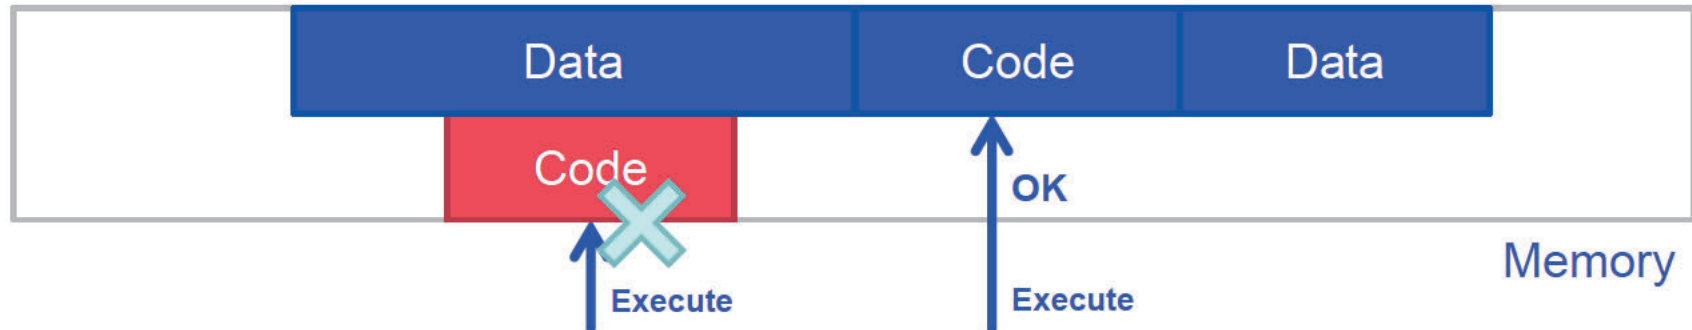 Data Code Data
Code
OK
Memory
Execute Execute